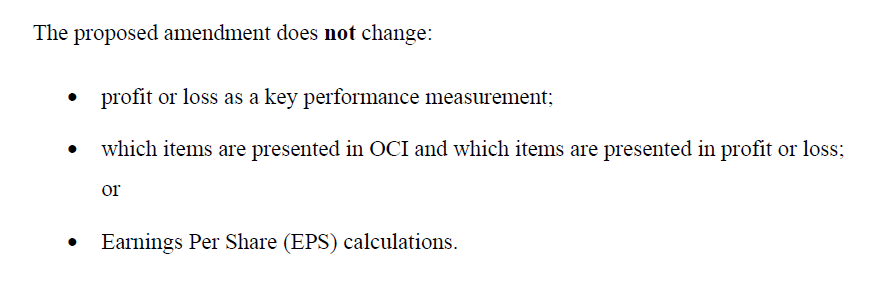 The proposed amendment does not change:
• profit or loss as a key performance measurement;
• which items are presented in OCI and which items are presented in profit or loss;
or
• Earnings Per Share (EPS) calculations.